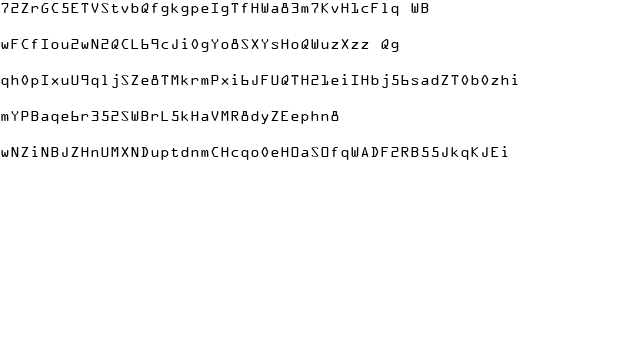 72ZrGC5ETVStvbQfgkgpeIgTfHWa83m7KvH1cFlq WB
wFCfIou2wN2QCL69cJi0gYo8SXYsHoQWuzXzz Qg
qh0pIxuU9qljSZe8TMkrmPxi6JFUQTH21eiIHbj56sadZT0b0zhi
mYPBaqe6r352SWBrL5kHaVMR8dyZEephn8
wNZiNBJZHnUMXNDuptdnmCHcqo0eHOaSOfqWADF2RB55JkqKJEi